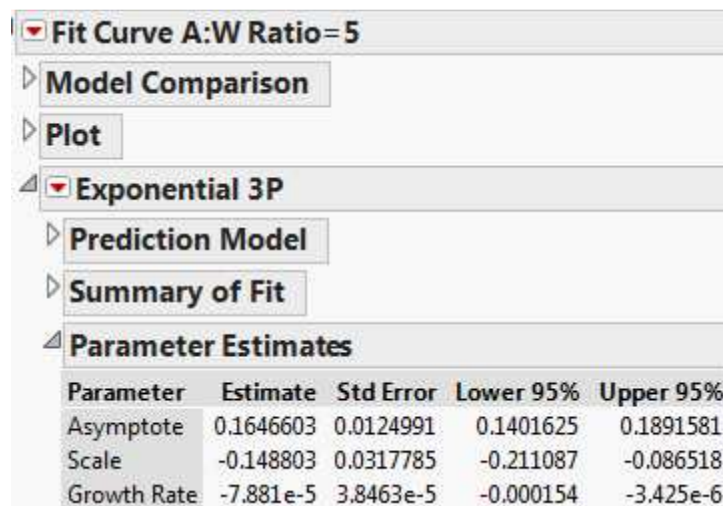 Fit Curve A:W Ratio=5
Model Comparison
Plot
Exponential 3P
Prediction Model
Summary of Fit
Parameter Estimates
Parameter Estimate Std Error Lower 95% Upper 95%
Asymptote 0.1646603 0.0124991 0.1401625 0.1891581
Scale -0.148803 0.0317785 -0.211087 -0.086518
Growth Rate -7.881e-5 3.8463e-5 -0.000154 -3.425e-6